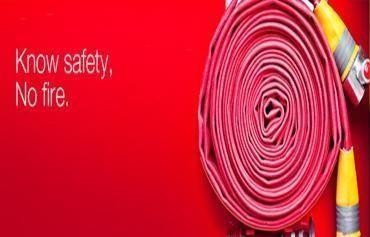 Know safety,
No fire.